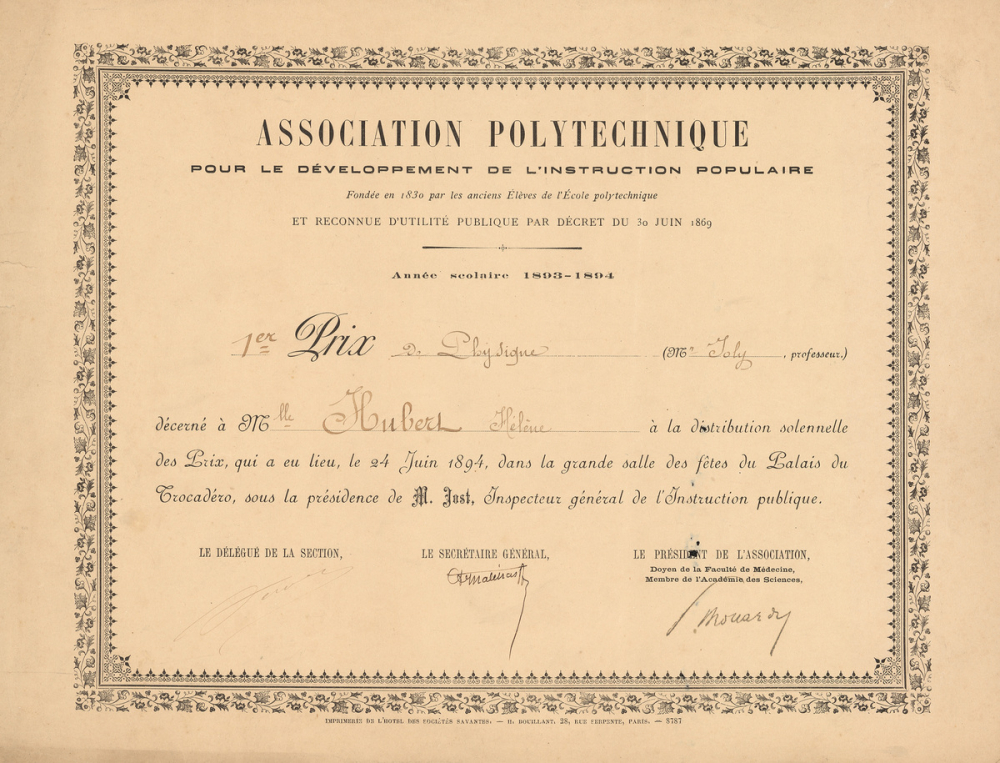 ASSOCIATION POLYTECHNIQUE
POUR LE DÉVELOPPEMENT DE L'INSTRUCTION POPULAIRE
Fondée en 1830 par les anciens Élèves de l'École polytechnique
ET RECONNUE D'UTILITÉ PUBLIQUE PAR DÉCRET DU 30 JUIN 1869
Année scolaire 1893-1894
1er Prix De Physique (Mr Joly, professeur.)
décerné à Mlle Hubert Hélène à la distribution solennelle
des Prix, qui a eu lieu, le 24 Juin 1894, dans la grande salle des fêtes du Palais du
Trocadéro, sous la présidence de M. Jost, Inspecteur général de l'Instruction publique.
LE DÉLÉGUÉ DE LA SECTION, LE SECRÉTAIRE GÉNÉRAL, LE PRÉSIDENT DE L'ASSOCIATION,
Doyen de la Faculté de Médecine,
Membre de l'Académie des Sciences,
Brouardel
IMPRIMERIE DE L'HOTEL DES SOCIÉTÉS SAVANTES. — H. BOUILLANT, 28, RUE SERPENTE, PARIS. — 8787